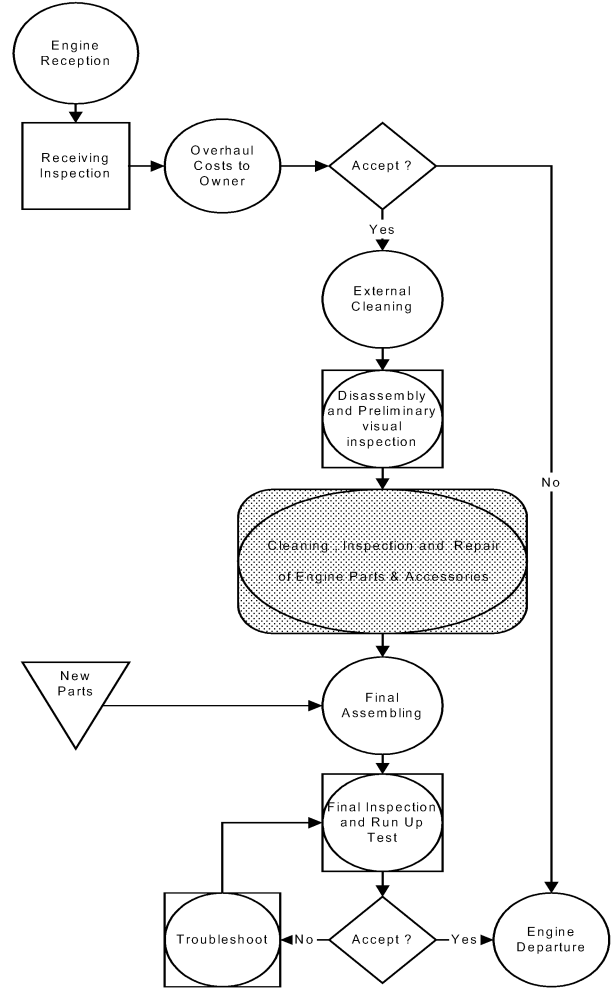 Engine
Reception
Receiving
Inspection
Overhaul
Costs to
Owner
Accept ?
Yes
External
Cleaning
Disassembly
and Preliminary
visual
inspection
No
Cleaning , Inspection and Repair
of Engine Parts & Accessories
New
Parts
Final
Assembling
Final Inspection
and Run Up
Test
Troubleshoot
No
Accept ?
Yes
Engine
Departure